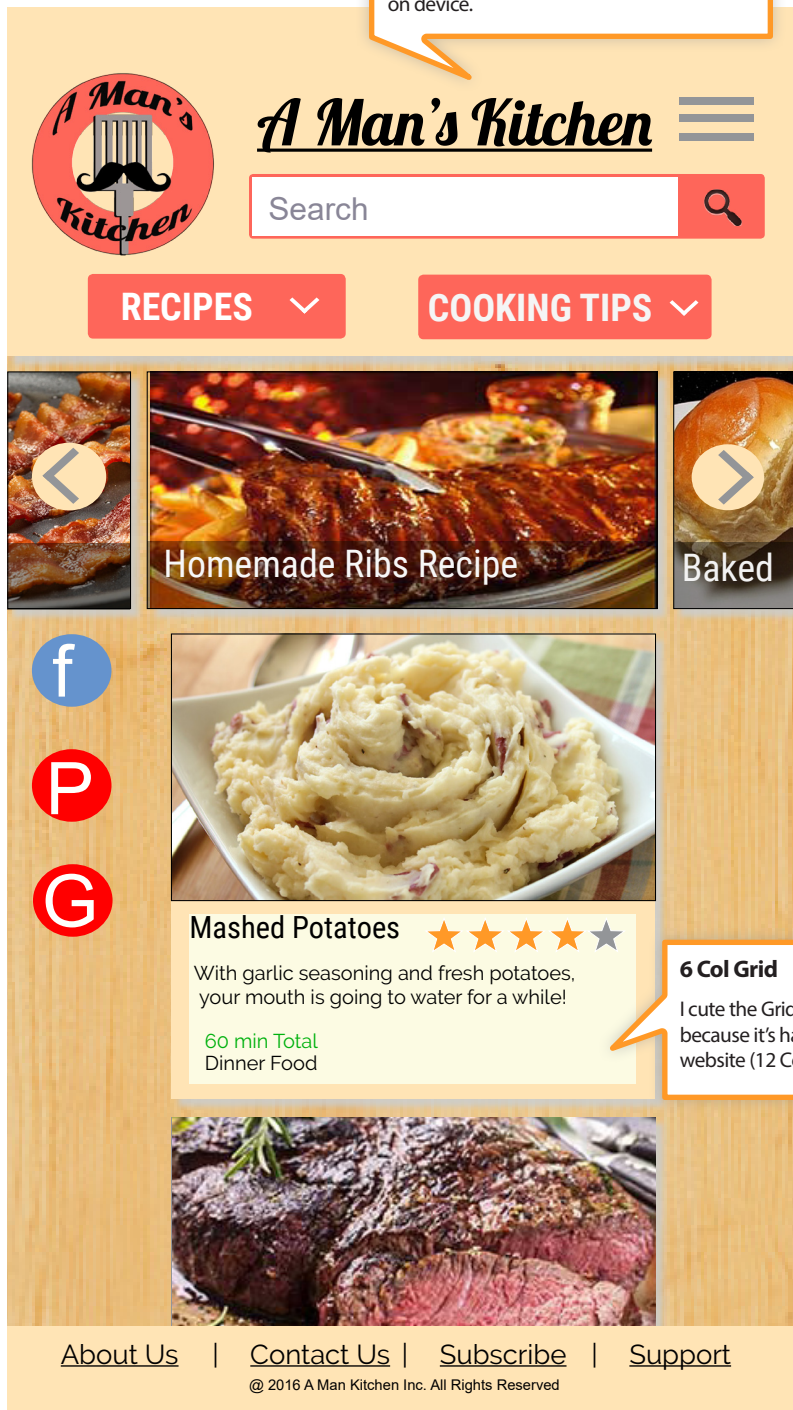 on device.
A Man's
Kitchen
A Man's Kitchen
Search
RECIPES
COOKING TIPS
Homemade Ribs Recipe
Baked
f
P
G
Mashed Potatoes
With garlic seasoning and fresh potatoes,
your mouth is going to water for a while!
60 min Total
Dinner Food
6 Col Grid
I cute the Grid
because it's ha
website (12 Co
About Us | Contact Us | Subscribe | Support
@ 2016 A Man Kitchen Inc. All Rights Reserved